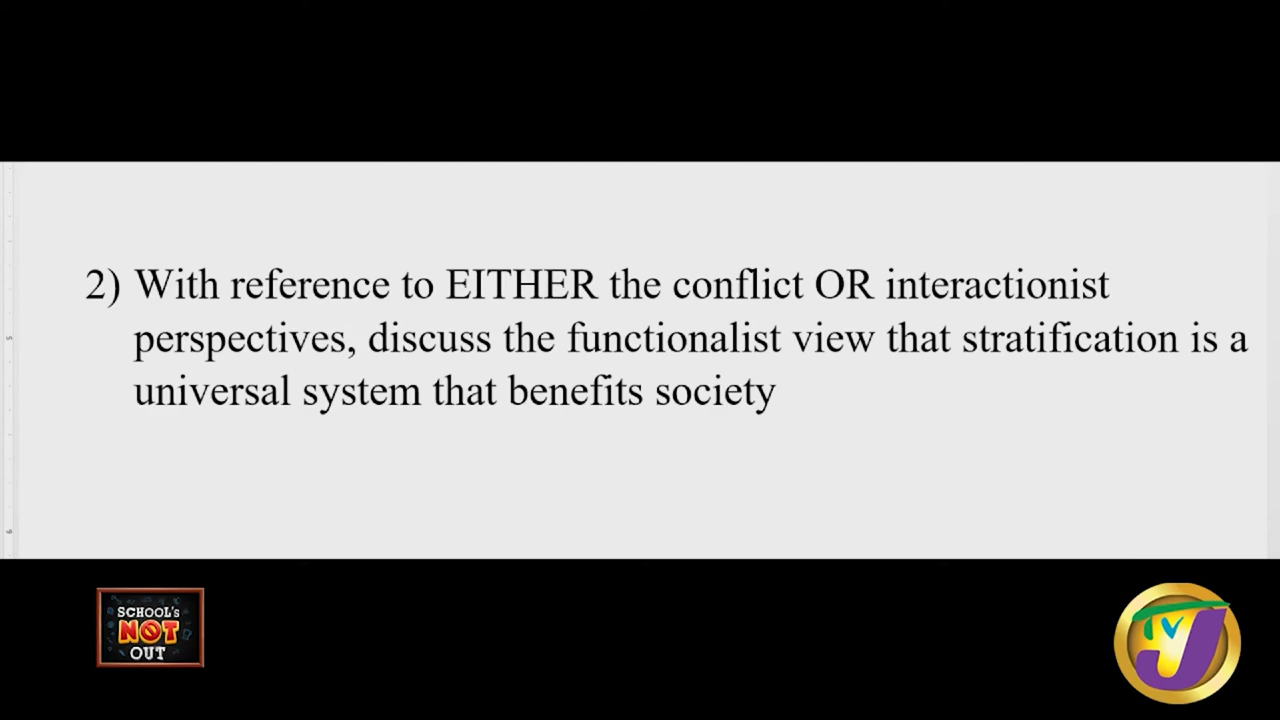 2) With reference to EITHER the conflict OR interactionist
perspectives, discuss the functionalist view that stratification is a
universal system that benefits society
SCHOOL's
NOT
OUT
TVJ